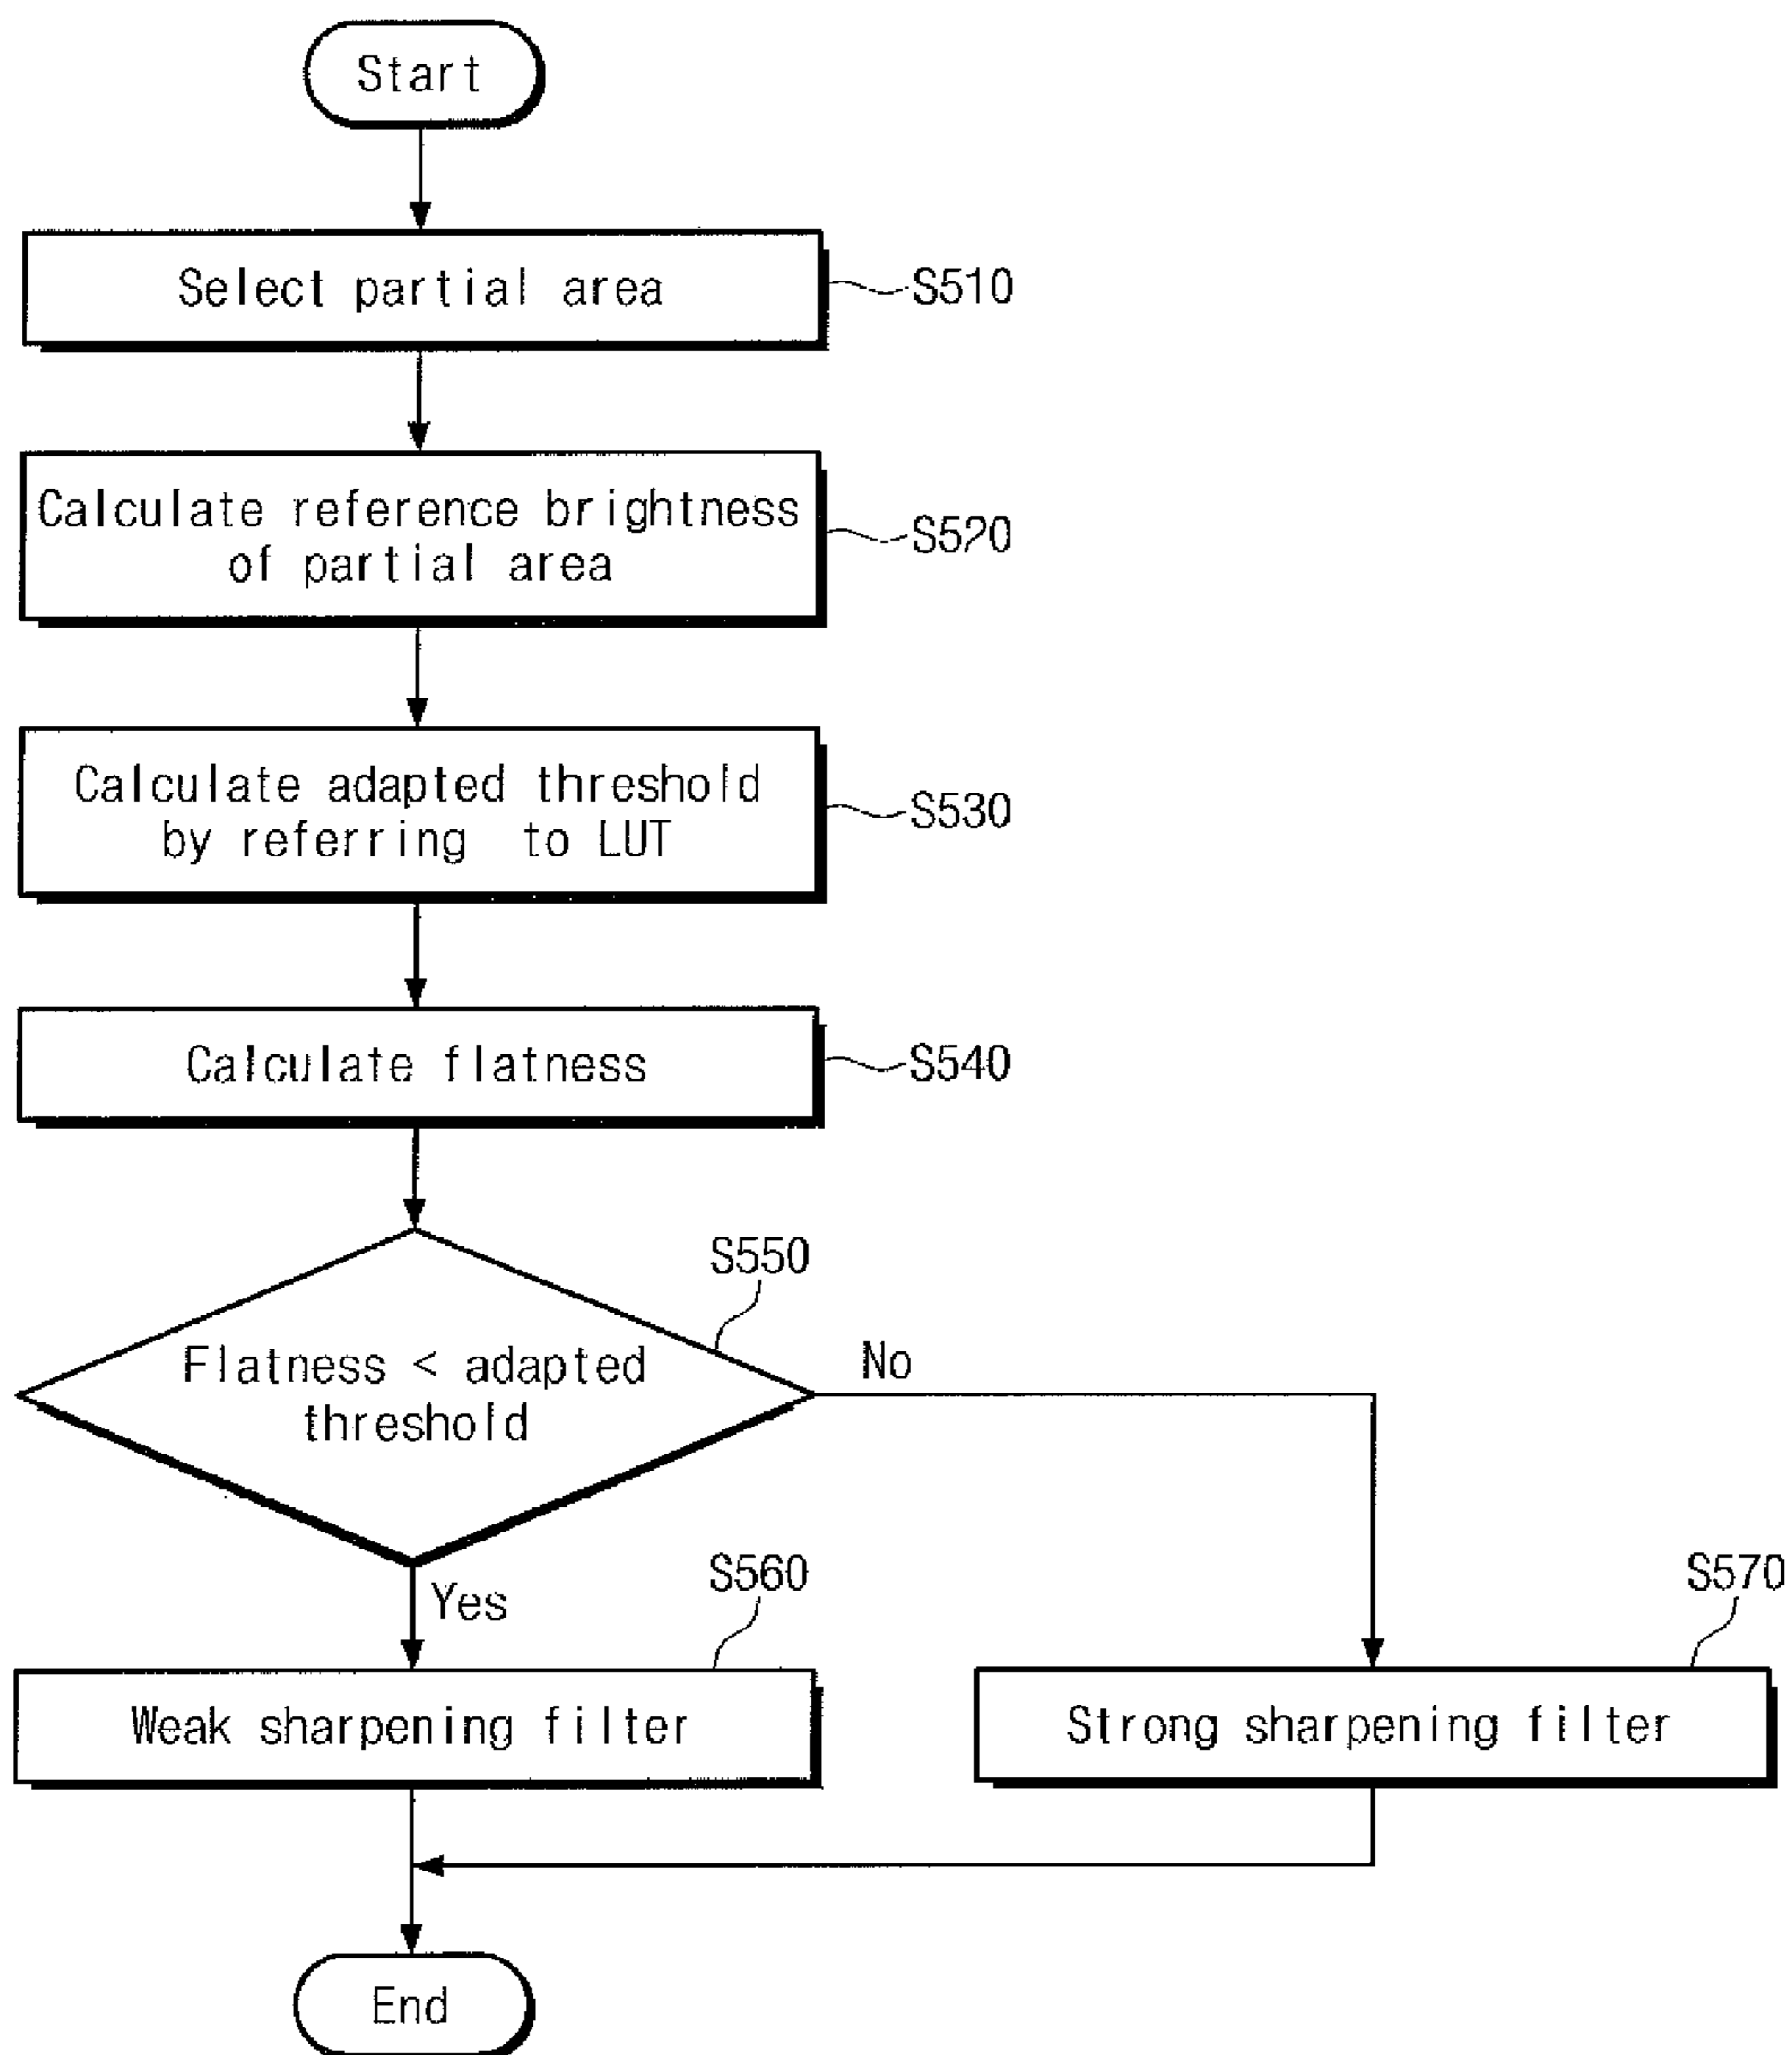 Start
Select partial area
S510
Calculate reference brightness
of partial area
S520
Calculate adapted threshold
by referring to LUT
S530
Calculate flatness
S540
S550
Flatness < adapted
threshold
No
Yes
S560
Weak sharpening filter
S570
Strong sharpening filter
End